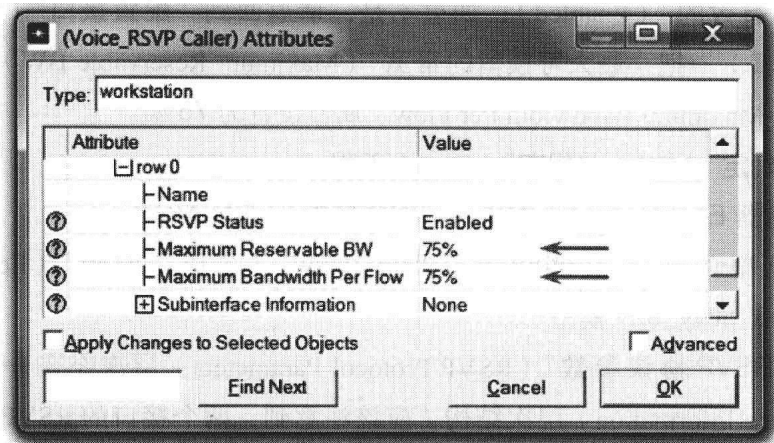 (Voice_RSVP Caller) Attributes
Type: workstation
Attribute Value
row 0
Name
RSVP Status Enabled
Maximum Reservable BW 75%
Maximum Bandwidth Per Flow 75%
Subinterface Information None
Apply Changes to Selected Objects
Advanced
Find Next Cancel OK